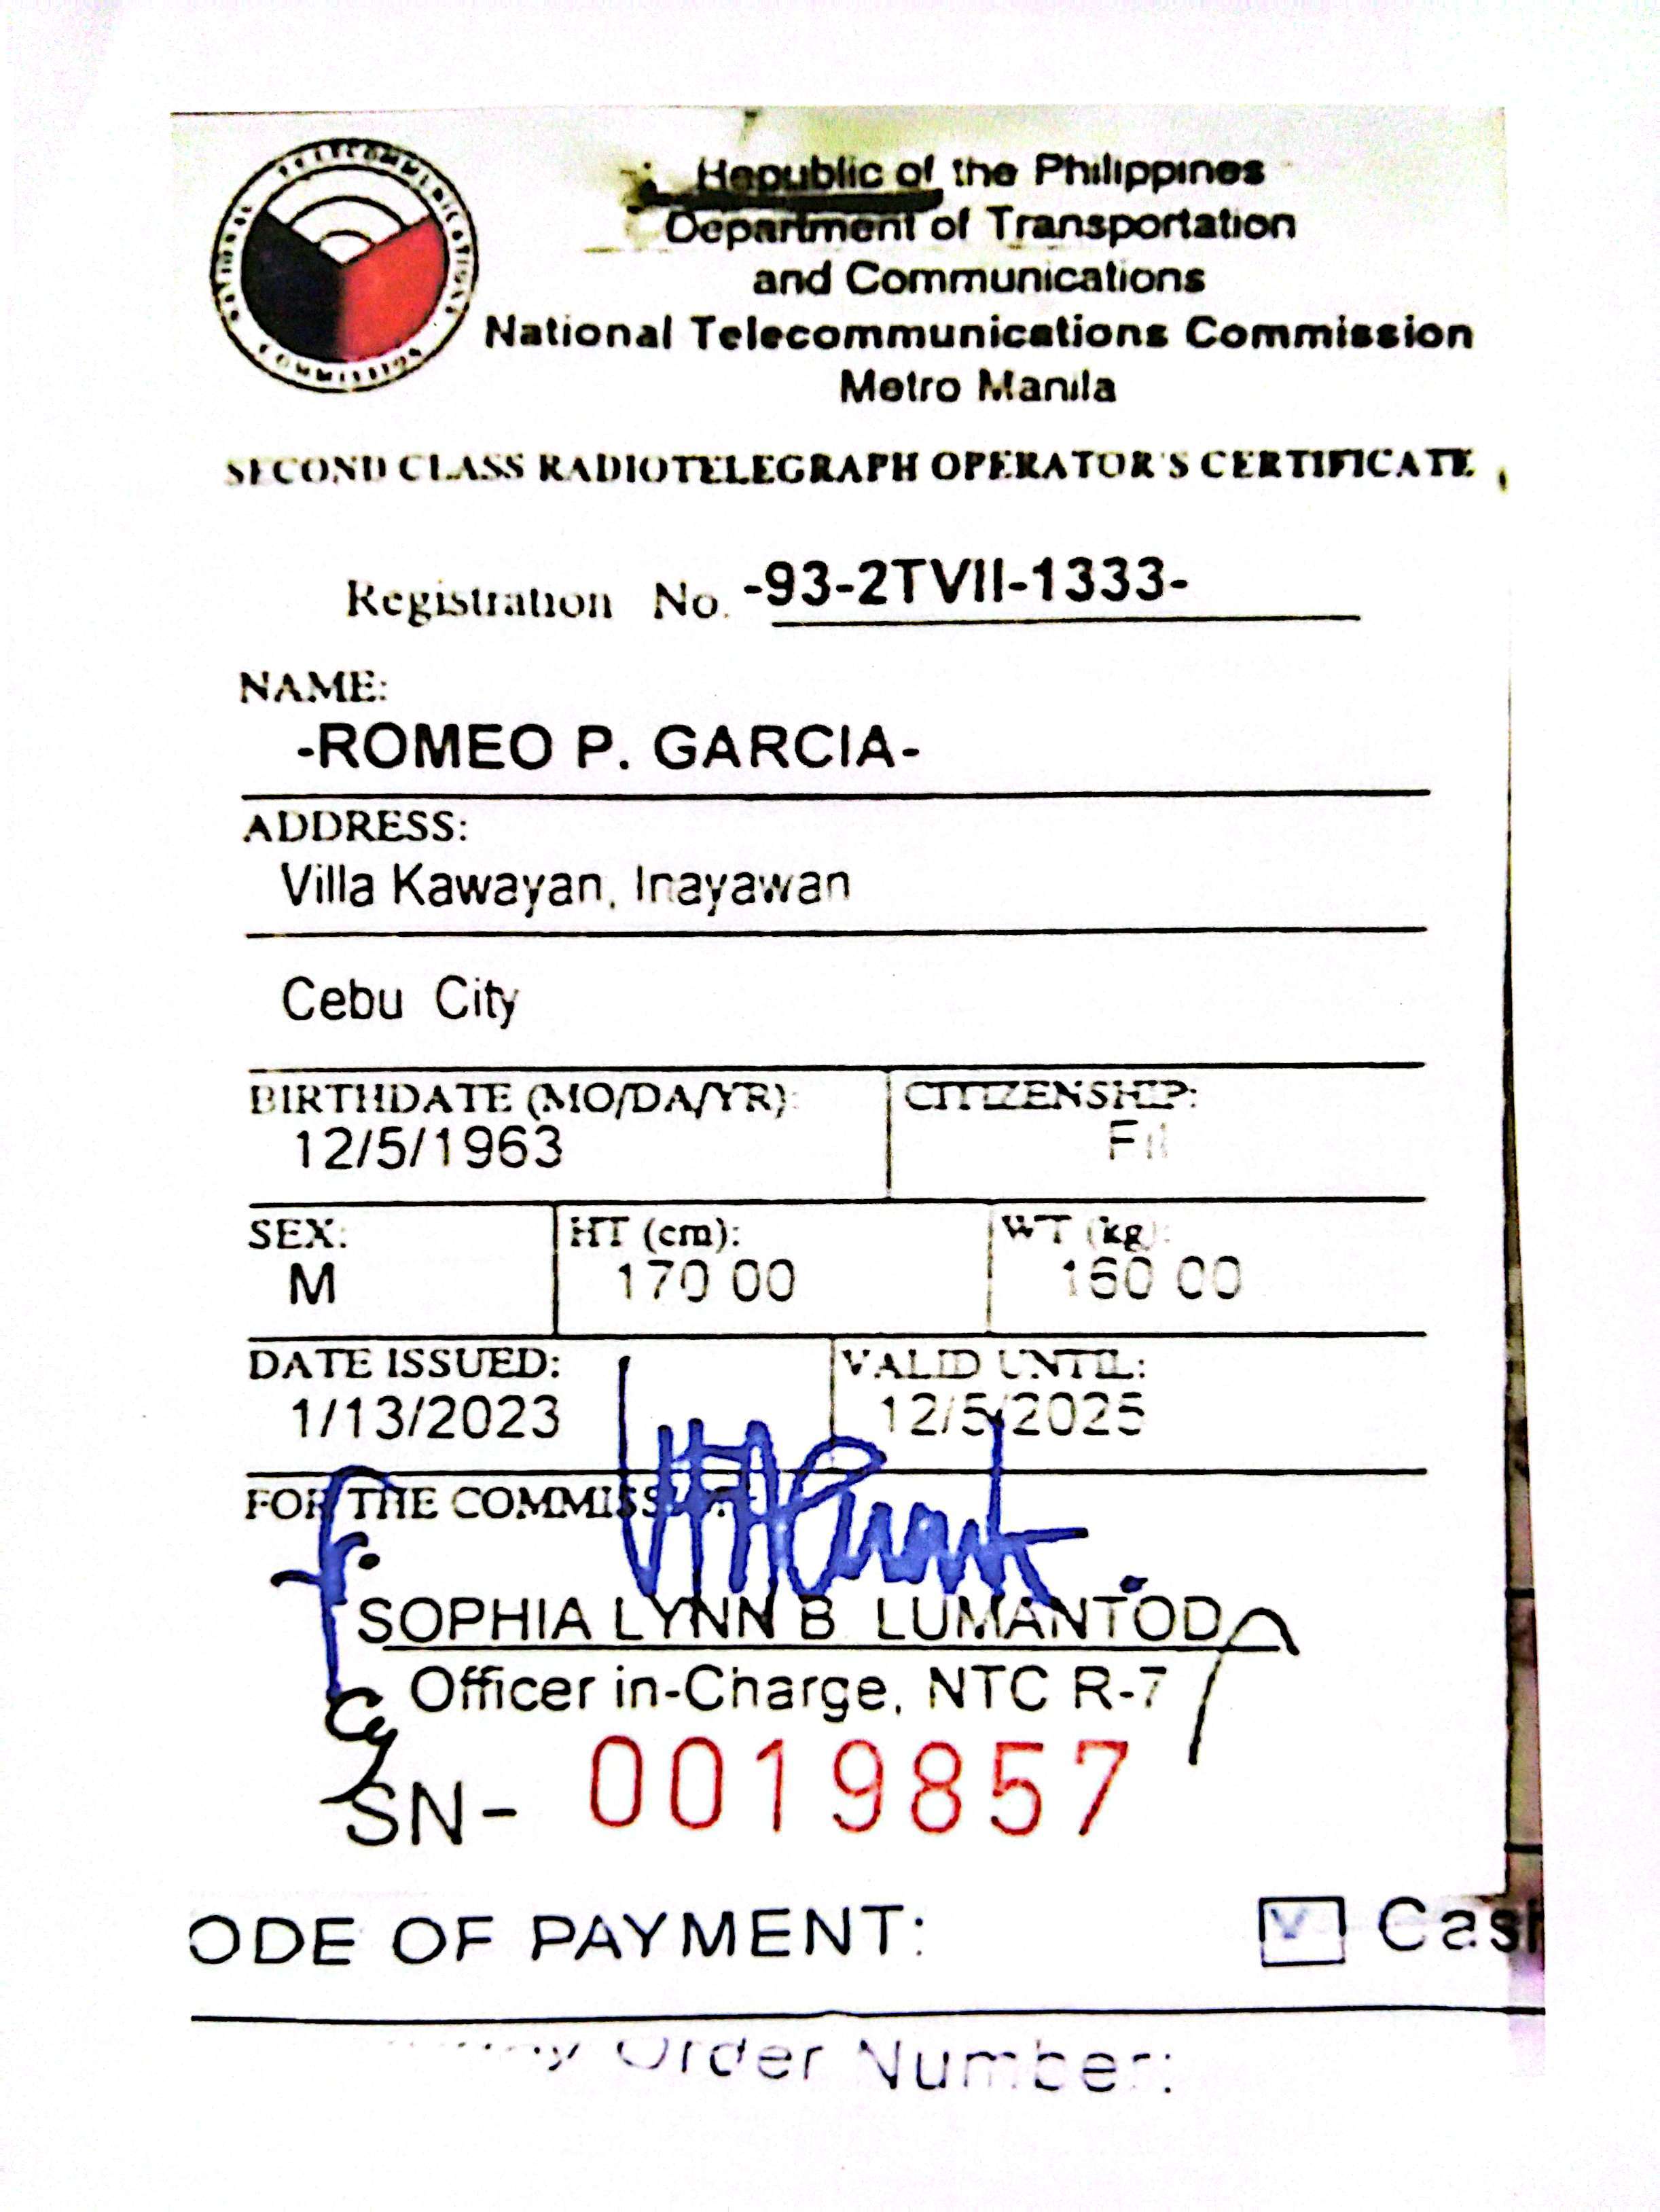 NATIONAL TELECOMMUNICATIONS COMMISSION
Republic of the Philippines
Department of Transportation
and Communications
National Telecommunications Commission
Metro Manila
SECOND CLASS RADIOTELEGRAPH OPERATOR'S CERTIFICATE
Registration No. -93-2TVII-1333-
NAME:
-ROMEO P. GARCIA-
ADDRESS:
Villa Kawayan, Inayawan
Cebu City
BIRTHDATE (MO/DA/YR): CITIZENSHIP:
12/5/1963 Fil
SEX: HT (cm): WT (kg):
M 170 00 160 00
DATE ISSUED: VALID UNTIL:
1/13/2023 12/5/2025
FOR THE
SOPHIA LYNN B LUMANTOD
Officer in-Charge, NTC R-7
SN- 0019857
ODE OF PAYMENT: Cash
Order Number: